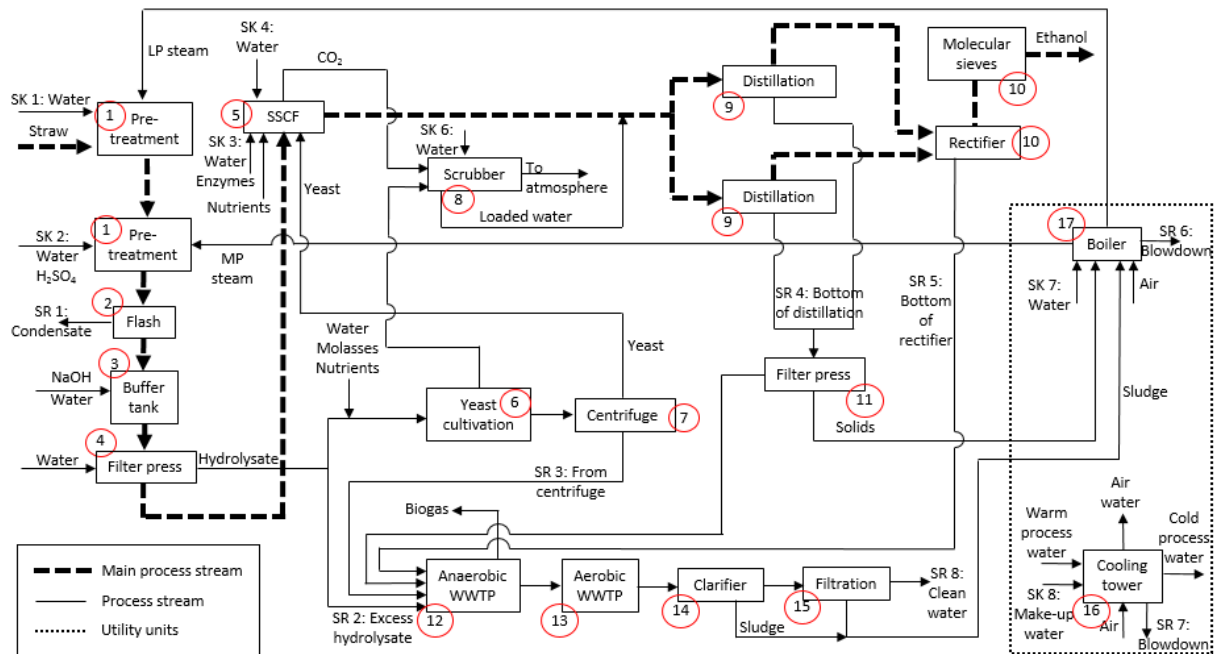 SK 4:
Water
CO₂
LP steam
SK 1: Water
Straw
1
Pre-
treatment
5
SSCF
SK 3:
Water
Enzymes
Nutrients
Yeast
SK 6:
Water
Scrubber
8
To
atmosphere
Loaded water
Distillation
9
Distillation
9
Molecular
sieves
10
Ethanol
Rectifier
10
SK 2:
Water
H₂SO₄
1
Pre-
treatment
MP
steam
17
Boiler
SR 6:
Blowdown
SK 7:
Water
Air
2
Flash
SR 1:
Condensate
3
Buffer
tank
NaOH
Water
4
Filter press
Water
Hydrolysate
Water
Molasses
Nutrients
Yeast
cultivation
6
Centrifuge
7
Yeast
SR 4: Bottom
of distillation
SR 5:
Bottom
of
rectifier
Filter press
11
Solids
Sludge
SR 3: From
centrifuge
Biogas
Anaerobic
WWTP
12
Aerobic
WWTP
13
Clarifier
14
Filtration
15
SR 8:
Clean
water
SR 2: Excess
hydrolysate
Sludge
Air
water
Warm
process
water
Cold
process
water
Cooling
tower
16
SK 8:
Make-up
water
Air
SR 7:
Blowdown
Main process stream
Process stream
Utility units